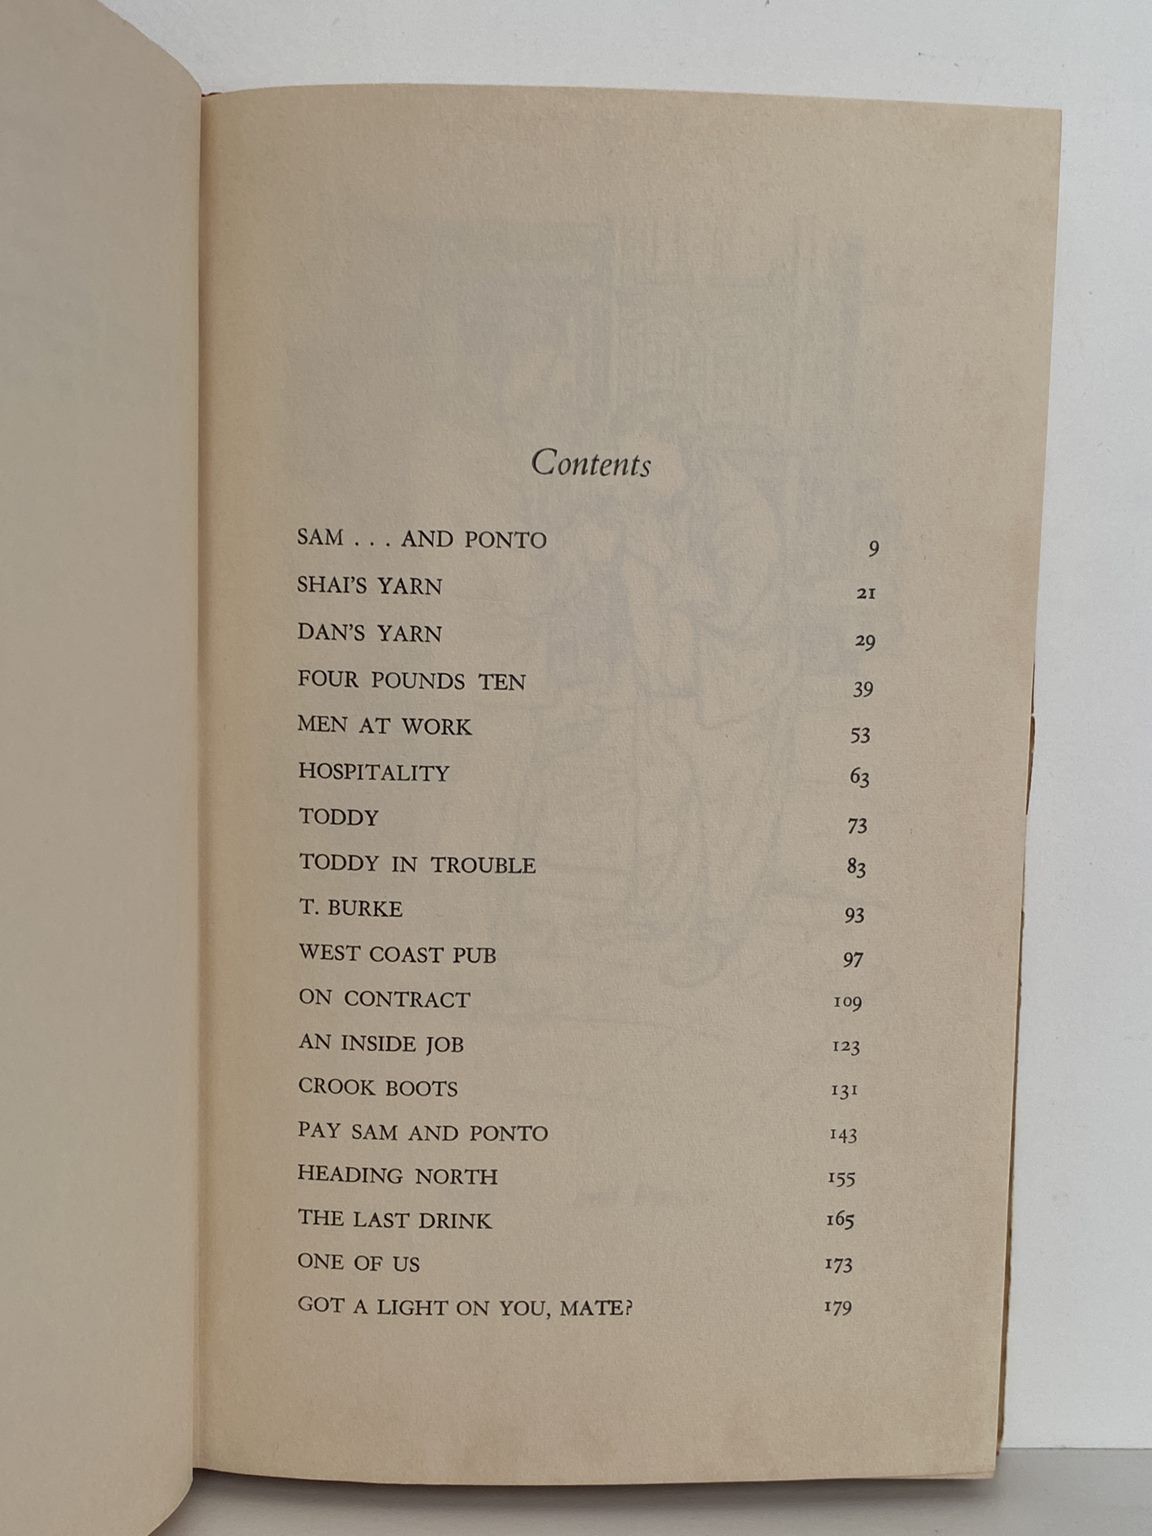 Contents
SAM . . . AND PONTO 9
SHAI'S YARN 21
DAN'S YARN 29
FOUR POUNDS TEN 39
MEN AT WORK 53
HOSPITALITY 63
TODDY 73
TODDY IN TROUBLE 83
T. BURKE 93
WEST COAST PUB 97
ON CONTRACT 109
AN INSIDE JOB 123
CROOK BOOTS 131
PAY SAM AND PONTO 143
HEADING NORTH 155
THE LAST DRINK 165
ONE OF US 173
GOT A LIGHT ON YOU, MATE? 179